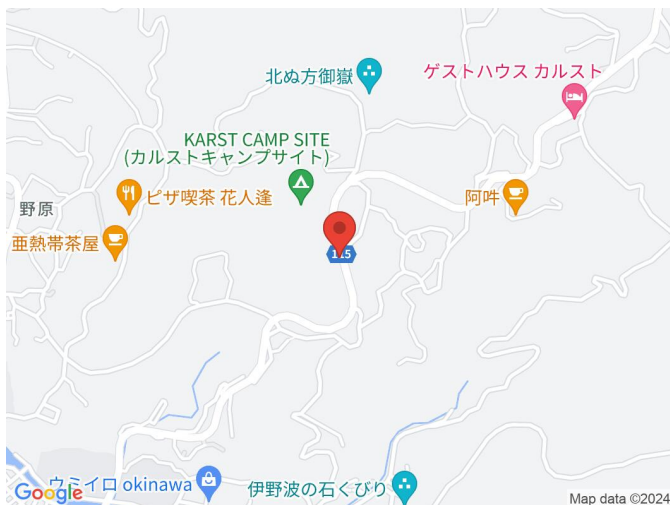 北ぬ方御嶽
ゲストハウス カルスト
KARST CAMP SITE
(カルストキャンプサイト)
ピザ喫茶 花人逢
阿吽
野原
亜熱帯茶屋
115
ウミイロ okinawa
伊野波の石くびり
Google
Map data ©2024